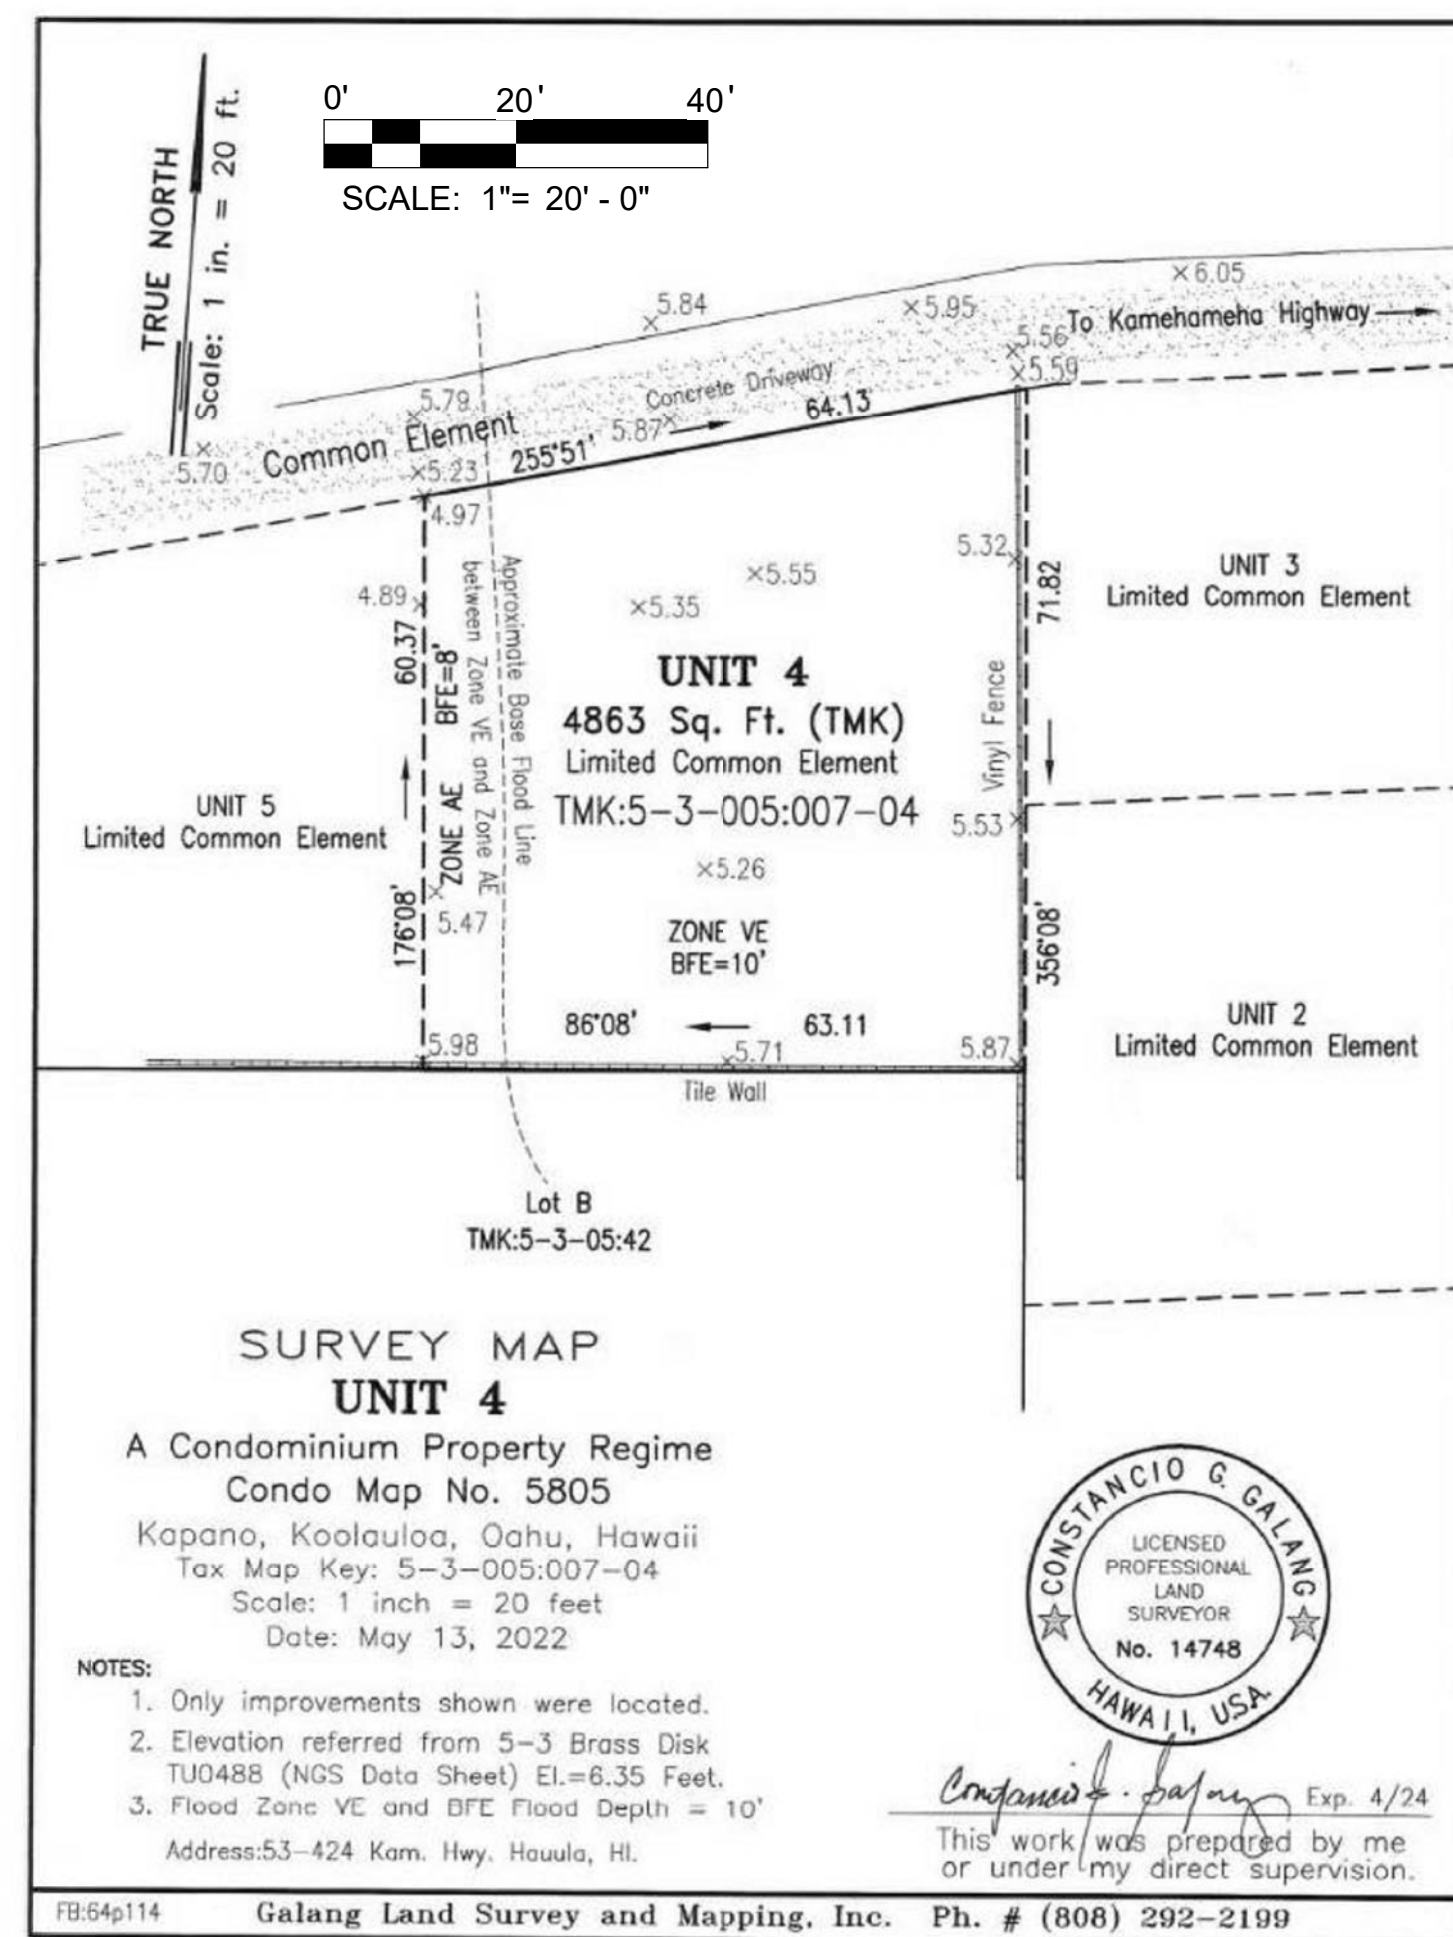 TRUE NORTH
Scale: 1 in. = 20 ft.
0' 20' 40'
SCALE: 1"= 20' - 0"
×6.05
5.84
×5.95
To Kamehameha Highway
5.56
5.59
Concrete Driveway
64.13
5.79
5.87
Common Element
255°51'
5.70
×5.23
4.97
5.32
UNIT 3
Limited Common Element
71.82
×5.55
4.89
×5.35
60.37
BFE=8'
between Zone VE and Zone AE
Approximate Base Flood Line
UNIT 4
4863 Sq. Ft. (TMK)
Limited Common Element
TMK:5-3-005:007-04
Vinyl Fence
UNIT 5
Limited Common Element
ZONE AE
5.53
×5.26
5.47
176°08'
ZONE VE
BFE=10'
356°08'
86°08' 63.11
UNIT 2
Limited Common Element
5.98
5.71
5.87
Tile Wall
Lot B
TMK:5-3-05:42
SURVEY MAP
UNIT 4
A Condominium Property Regime
Condo Map No. 5805
Kapano, Koolauloa, Oahu, Hawaii
Tax Map Key: 5-3-005:007-04
Scale: 1 inch = 20 feet
Date: May 13, 2022
NOTES:
1. Only improvements shown were located.
2. Elevation referred from 5-3 Brass Disk
TU0488 (NGS Data Sheet) El.=6.35 Feet.
3. Flood Zone VE and BFE Flood Depth = 10'
Address:53-424 Kam. Hwy. Hauula, HI.
CONSTANCIO G. GALANG
LICENSED
PROFESSIONAL
LAND
SURVEYOR
No. 14748
HAWAII, U.S.A.
Exp. 4/24
This work was prepared by me
or under my direct supervision.
FB:64p114
Galang Land Survey and Mapping, Inc. Ph. # (808) 292-2199